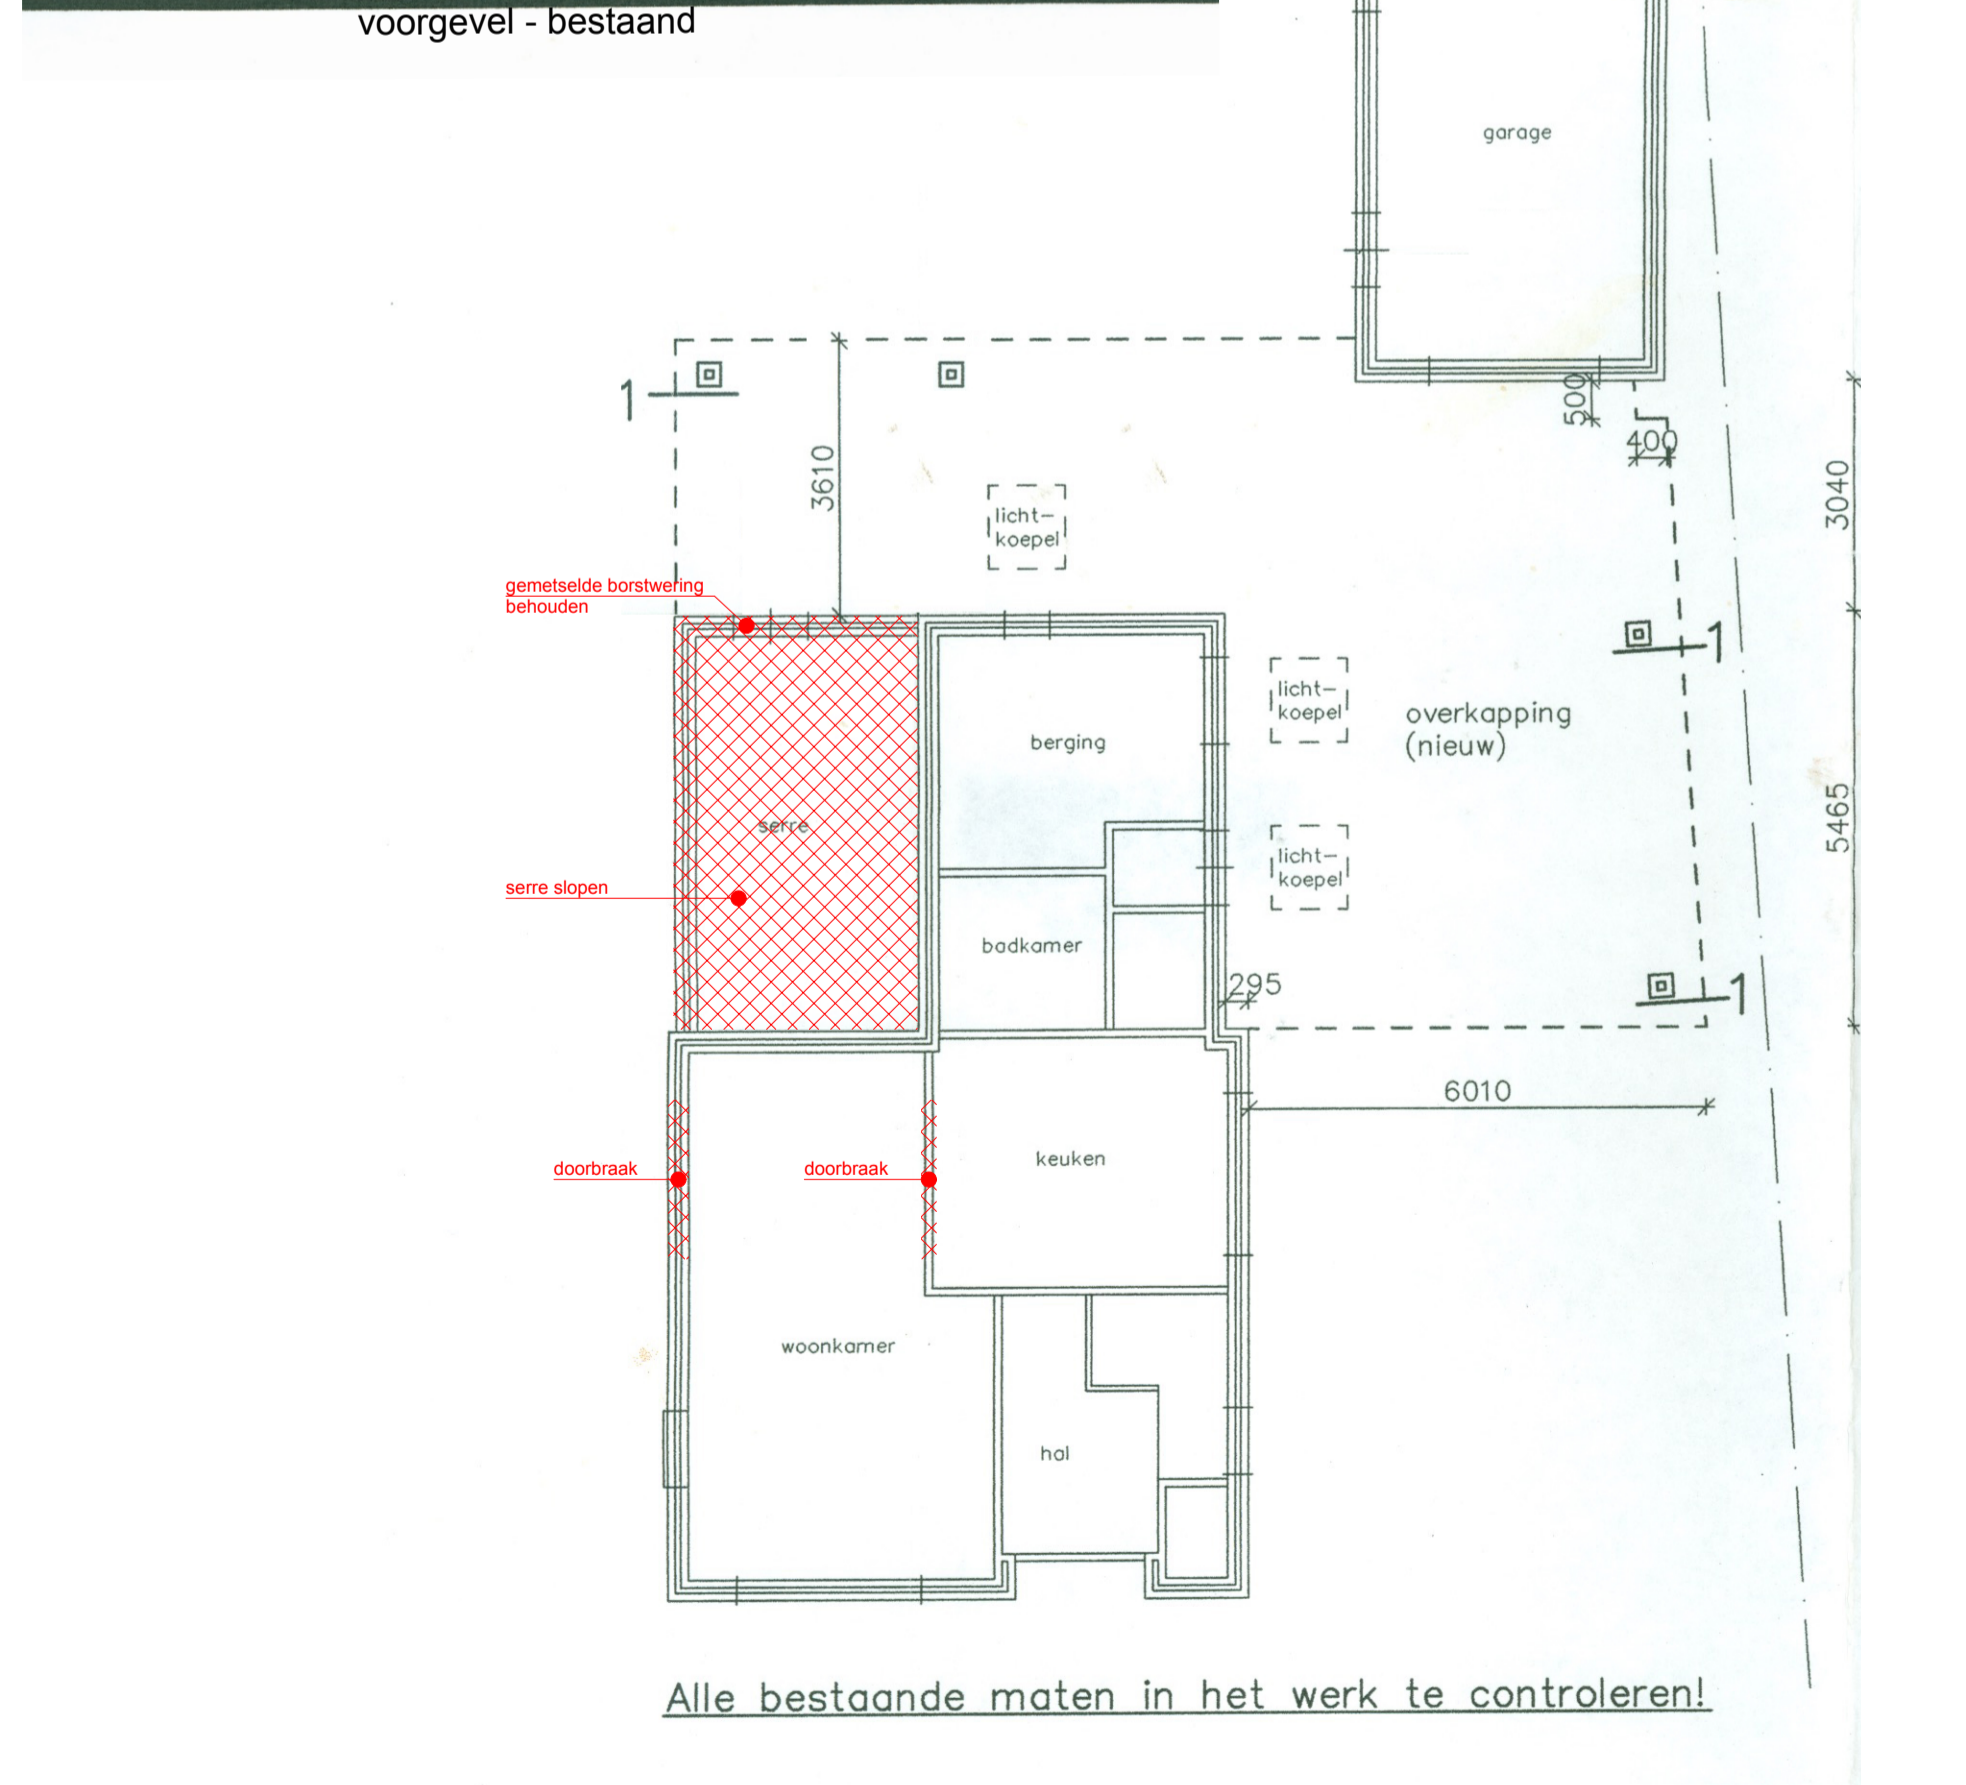 voorgevel - bestaand
garage
500
400
1
3610
3040
licht-
koepel
gemetselde borstwering
behouden
1
licht-
koepel
overkapping
(nieuw)
berging
5465
serre
licht-
koepel
serre slopen
badkamer
295
1
6010
keuken
doorbraak
doorbraak
woonkamer
hal
Alle bestaande maten in het werk te controleren!